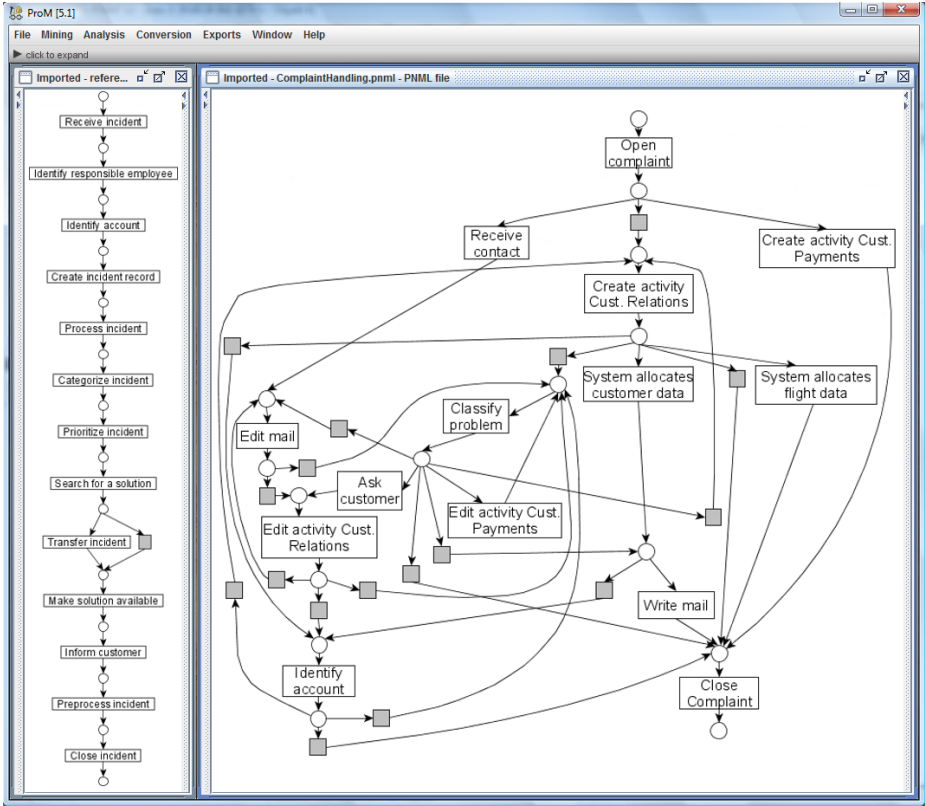 ProM [5.1]
File Mining Analysis Conversion Exports Window Help
click to expand
Imported - refere...
Receive incident
Identify responsible employee
Identify account
Create incident record
Process incident
Categorize incident
Prioritize incident
Search for a solution
Transfer incident
Make solution available
Inform customer
Preprocess incident
Close incident
Imported - ComplaintHandling.pnml - PNML file
Open
complaint
Receive
contact
Create activity Cust.
Payments
Create activity
Cust. Relations
System allocates
customer data
System allocates
flight data
Classify
problem
Edit mail
Ask
customer
Edit activity Cust.
Payments
Edit activity Cust.
Relations
Write mail
Identify
account
Close
Complaint